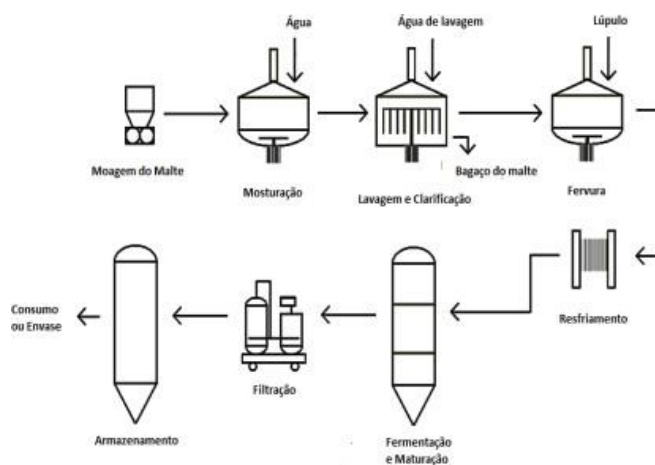 Água
Água de lavagem
Lúpulo
Moagem do Malte
Mosturação
Lavagem e Clarificação
Bagaço do malte
Fervura
Resfriamento
Consumo
ou Envase
Filtração
Armazenamento
Fermentação
e Maturação